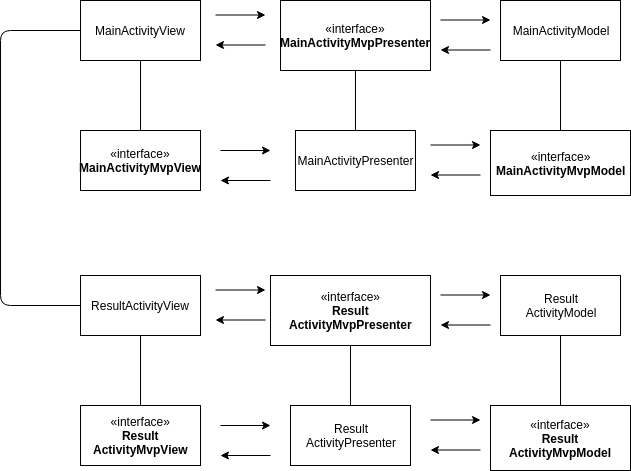 MainActivityView
«interface»
MainActivityMvpPresenter
MainActivityModel
«interface»
MainActivityMvpView
MainActivityPresenter
«interface»
MainActivityMvpModel
ResultActivityView
«interface»
Result
ActivityMvpPresenter
Result
ActivityModel
«interface»
Result
ActivityMvpView
Result
ActivityPresenter
«interface»
Result
ActivityMvpModel